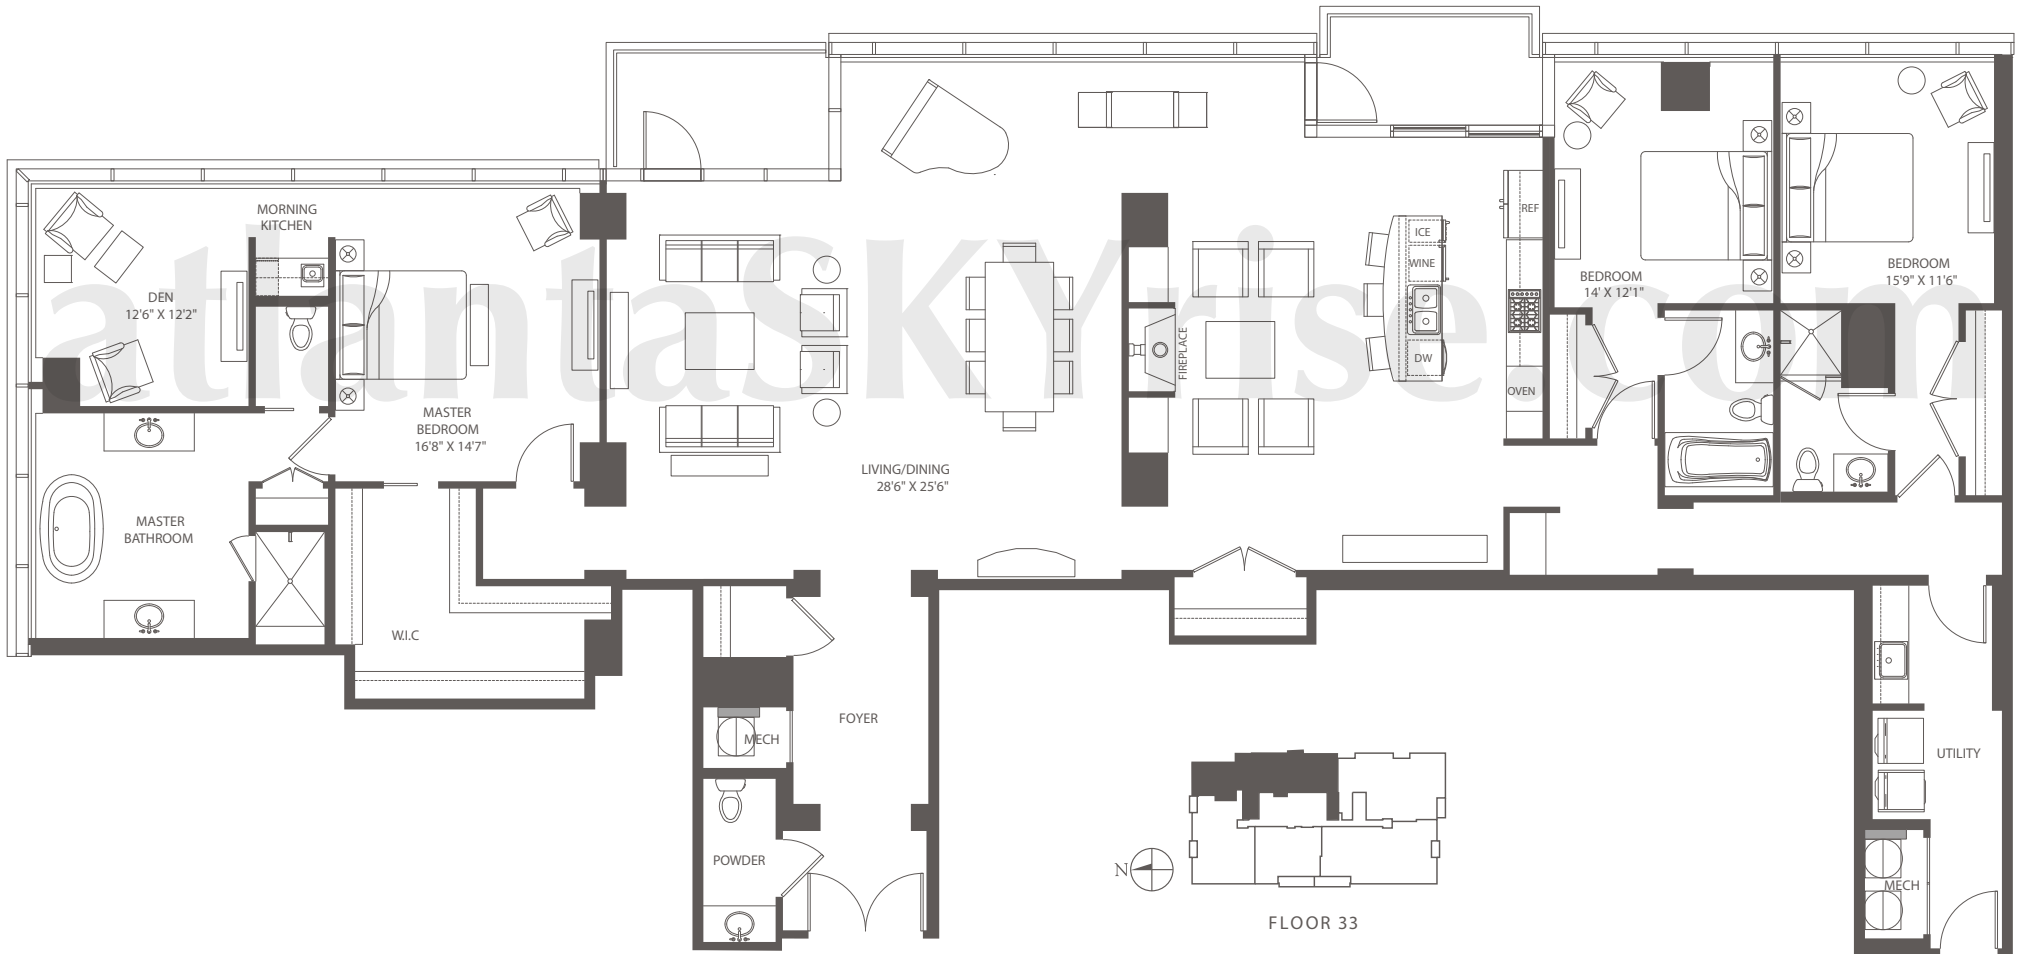 MORNING
KITCHEN
DEN
12'6" X 12'2"
MASTER
BEDROOM
16'8" X 14'7"
MASTER
BATHROOM
W.I.C
LIVING/DINING
28'6" X 25'6"
FIREPLACE
ICE
WINE
DW
REF
OVEN
BEDROOM
14' X 12'1"
BEDROOM
15'9" X 11'6"
FOYER
MECH
POWDER
UTILITY
MECH
N
FLOOR 33
atlantaSKYrise.com